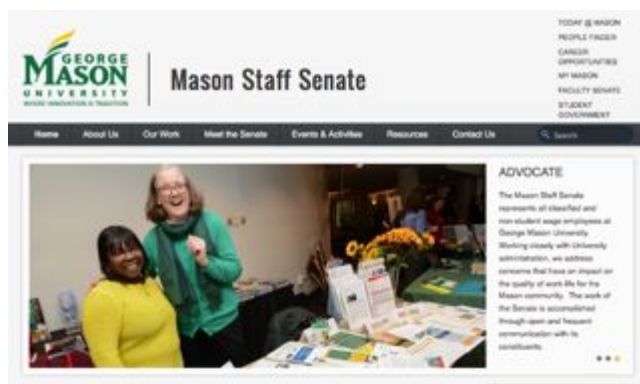 GEORGE
MASON
UNIVERSITY
WHERE INNOVATION IS TRADITION
Mason Staff Senate
TODAY @ MASON
PEOPLE FINDER
CAREER
OPPORTUNITIES
MY MASON
FACULTY SENATE
STUDENT
GOVERNMENT
Home About Us Our Work Meet the Senate Events & Activities Resources Contact Us Search
ADVOCATE
The Mason Staff Senate
represents all classified and
non-student wage employees at
George Mason University.
Working closely with University
administration, we address
concerns that have an impact on
the quality of work life for the
Mason community. The work of
the Senate is accomplished
through open and frequent
communication with its
constituents.